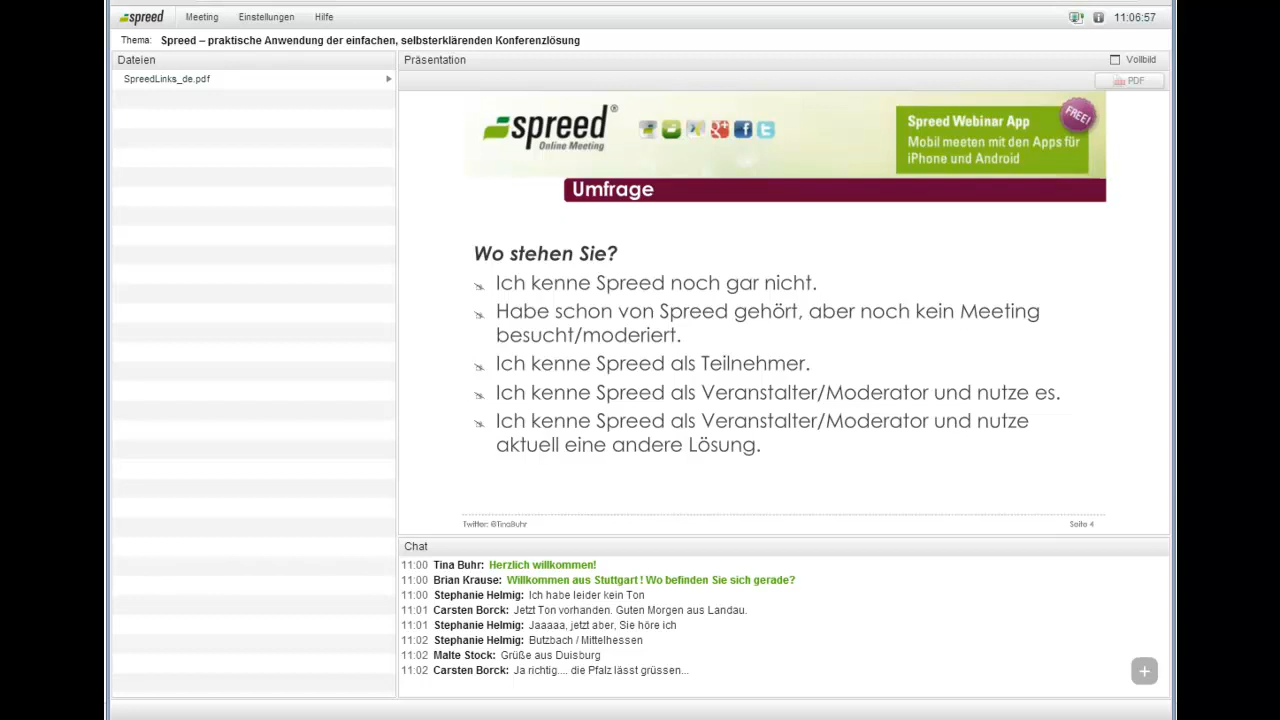 spreed Meeting Einstellungen Hilfe 11:06:57
Thema: Spreed – praktische Anwendung der einfachen, selbsterklärenden Konferenzlösung
Dateien
SpreedLinks_de.pdf
Präsentation Vollbild
PDF
spreed®
Online Meeting
Spreed Webinar App
Mobil meeten mit den Apps für
iPhone und Android
FREE!
Umfrage
Wo stehen Sie?
Ich kenne Spreed noch gar nicht.
Habe schon von Spreed gehört, aber noch kein Meeting
besucht/moderiert.
Ich kenne Spreed als Teilnehmer.
Ich kenne Spreed als Veranstalter/Moderator und nutze es.
Ich kenne Spreed als Veranstalter/Moderator und nutze
aktuell eine andere Lösung.
Twitter: @TinaBuhr Seite 4
Chat
11:00 Tina Buhr: Herzlich willkommen!
11:00 Brian Krause: Willkommen aus Stuttgart ! Wo befinden Sie sich gerade?
11:00 Stephanie Helmig: Ich habe leider kein Ton
11:01 Carsten Borck: Jetzt Ton vorhanden. Guten Morgen aus Landau.
11:01 Stephanie Helmig: Jaaaaa, jetzt aber, Sie höre ich
11:02 Stephanie Helmig: Butzbach / Mittelhessen
11:02 Malte Stock: Grüße aus Duisburg
11:02 Carsten Borck: Ja richtig.... die Pfalz lässt grüssen...